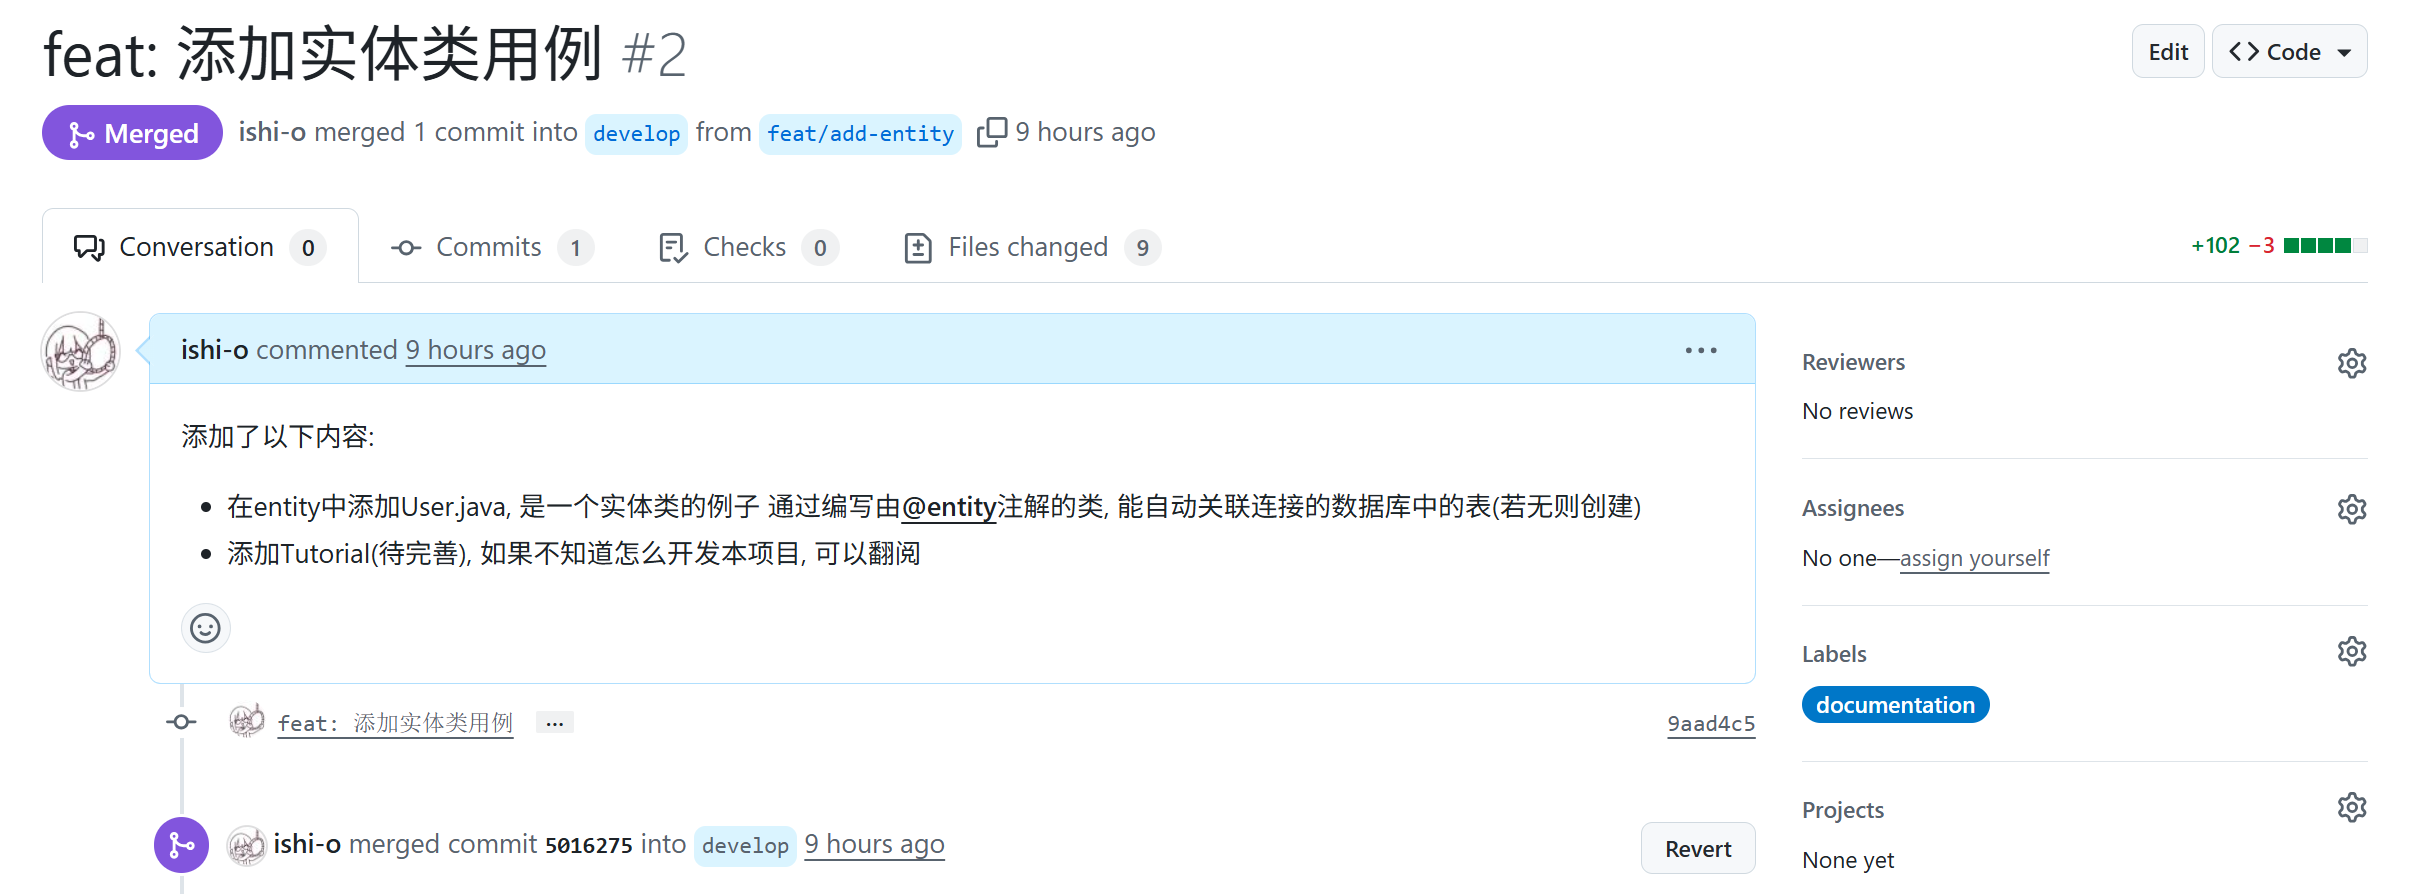 feat: 添加实体类用例 #2
Edit
Code
Merged
ishi-o merged 1 commit into develop from feat/add-entity 9 hours ago
Conversation 0
Commits 1
Checks 0
Files changed 9
+102 −3
ishi-o commented 9 hours ago
添加了以下内容:
在entity中添加User.java, 是一个实体类的例子 通过编写由@entity注解的类, 能自动关联连接的数据库中的表(若无则创建)
添加Tutorial(待完善), 如果不知道怎么开发本项目, 可以翻阅
feat: 添加实体类用例 ...
9aad4c5
ishi-o merged commit 5016275 into develop 9 hours ago
Revert
Reviewers
No reviews
Assignees
No one—assign yourself
Labels
documentation
Projects
None yet